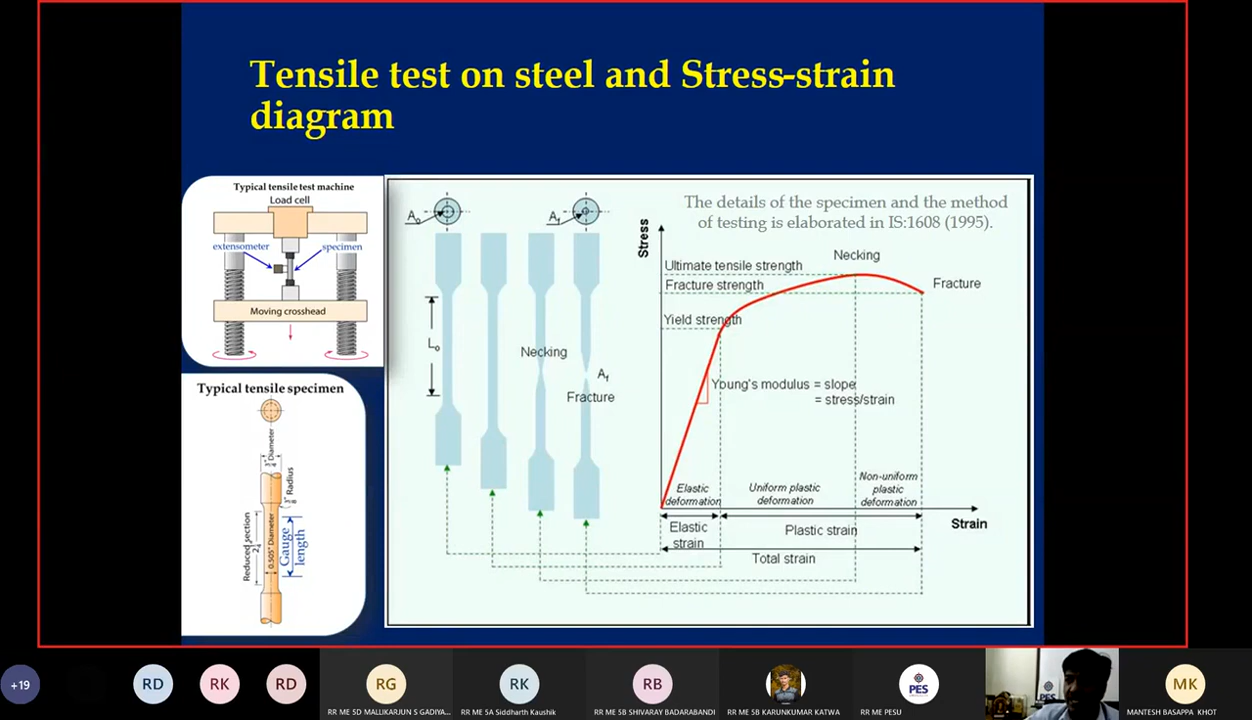 Tensile test on steel and Stress-strain
diagram
Typical tensile test machine
Load cell
extensometer
specimen
Moving crosshead
Typical tensile specimen
Diameter
Radius
Reduced section
0.505" Diameter
Gauge
length
A₀
A_f
L₀
Necking
A_f
Fracture
The details of the specimen and the method
of testing is elaborated in IS:1608 (1995).
Stress
Necking
Ultimate tensile strength
Fracture strength
Fracture
Yield strength
Young's modulus = slope
= stress/strain
Elastic
deformation
Uniform plastic
deformation
Non-uniform
plastic
deformation
Strain
Elastic
strain
Plastic strain
Total strain
+19
RD
RK
RD
RG
RK
RB
PES
PES
MK
RR ME 5D MALLIKARJUN S GADIYA...
RR ME 5A Siddharth Kaushik
RR ME 5B SHIVARAY BADARABANDI
RR ME 5B KARUNKUMAR KATWA
RR ME PESU
MANTESH BASAPPA KHOT